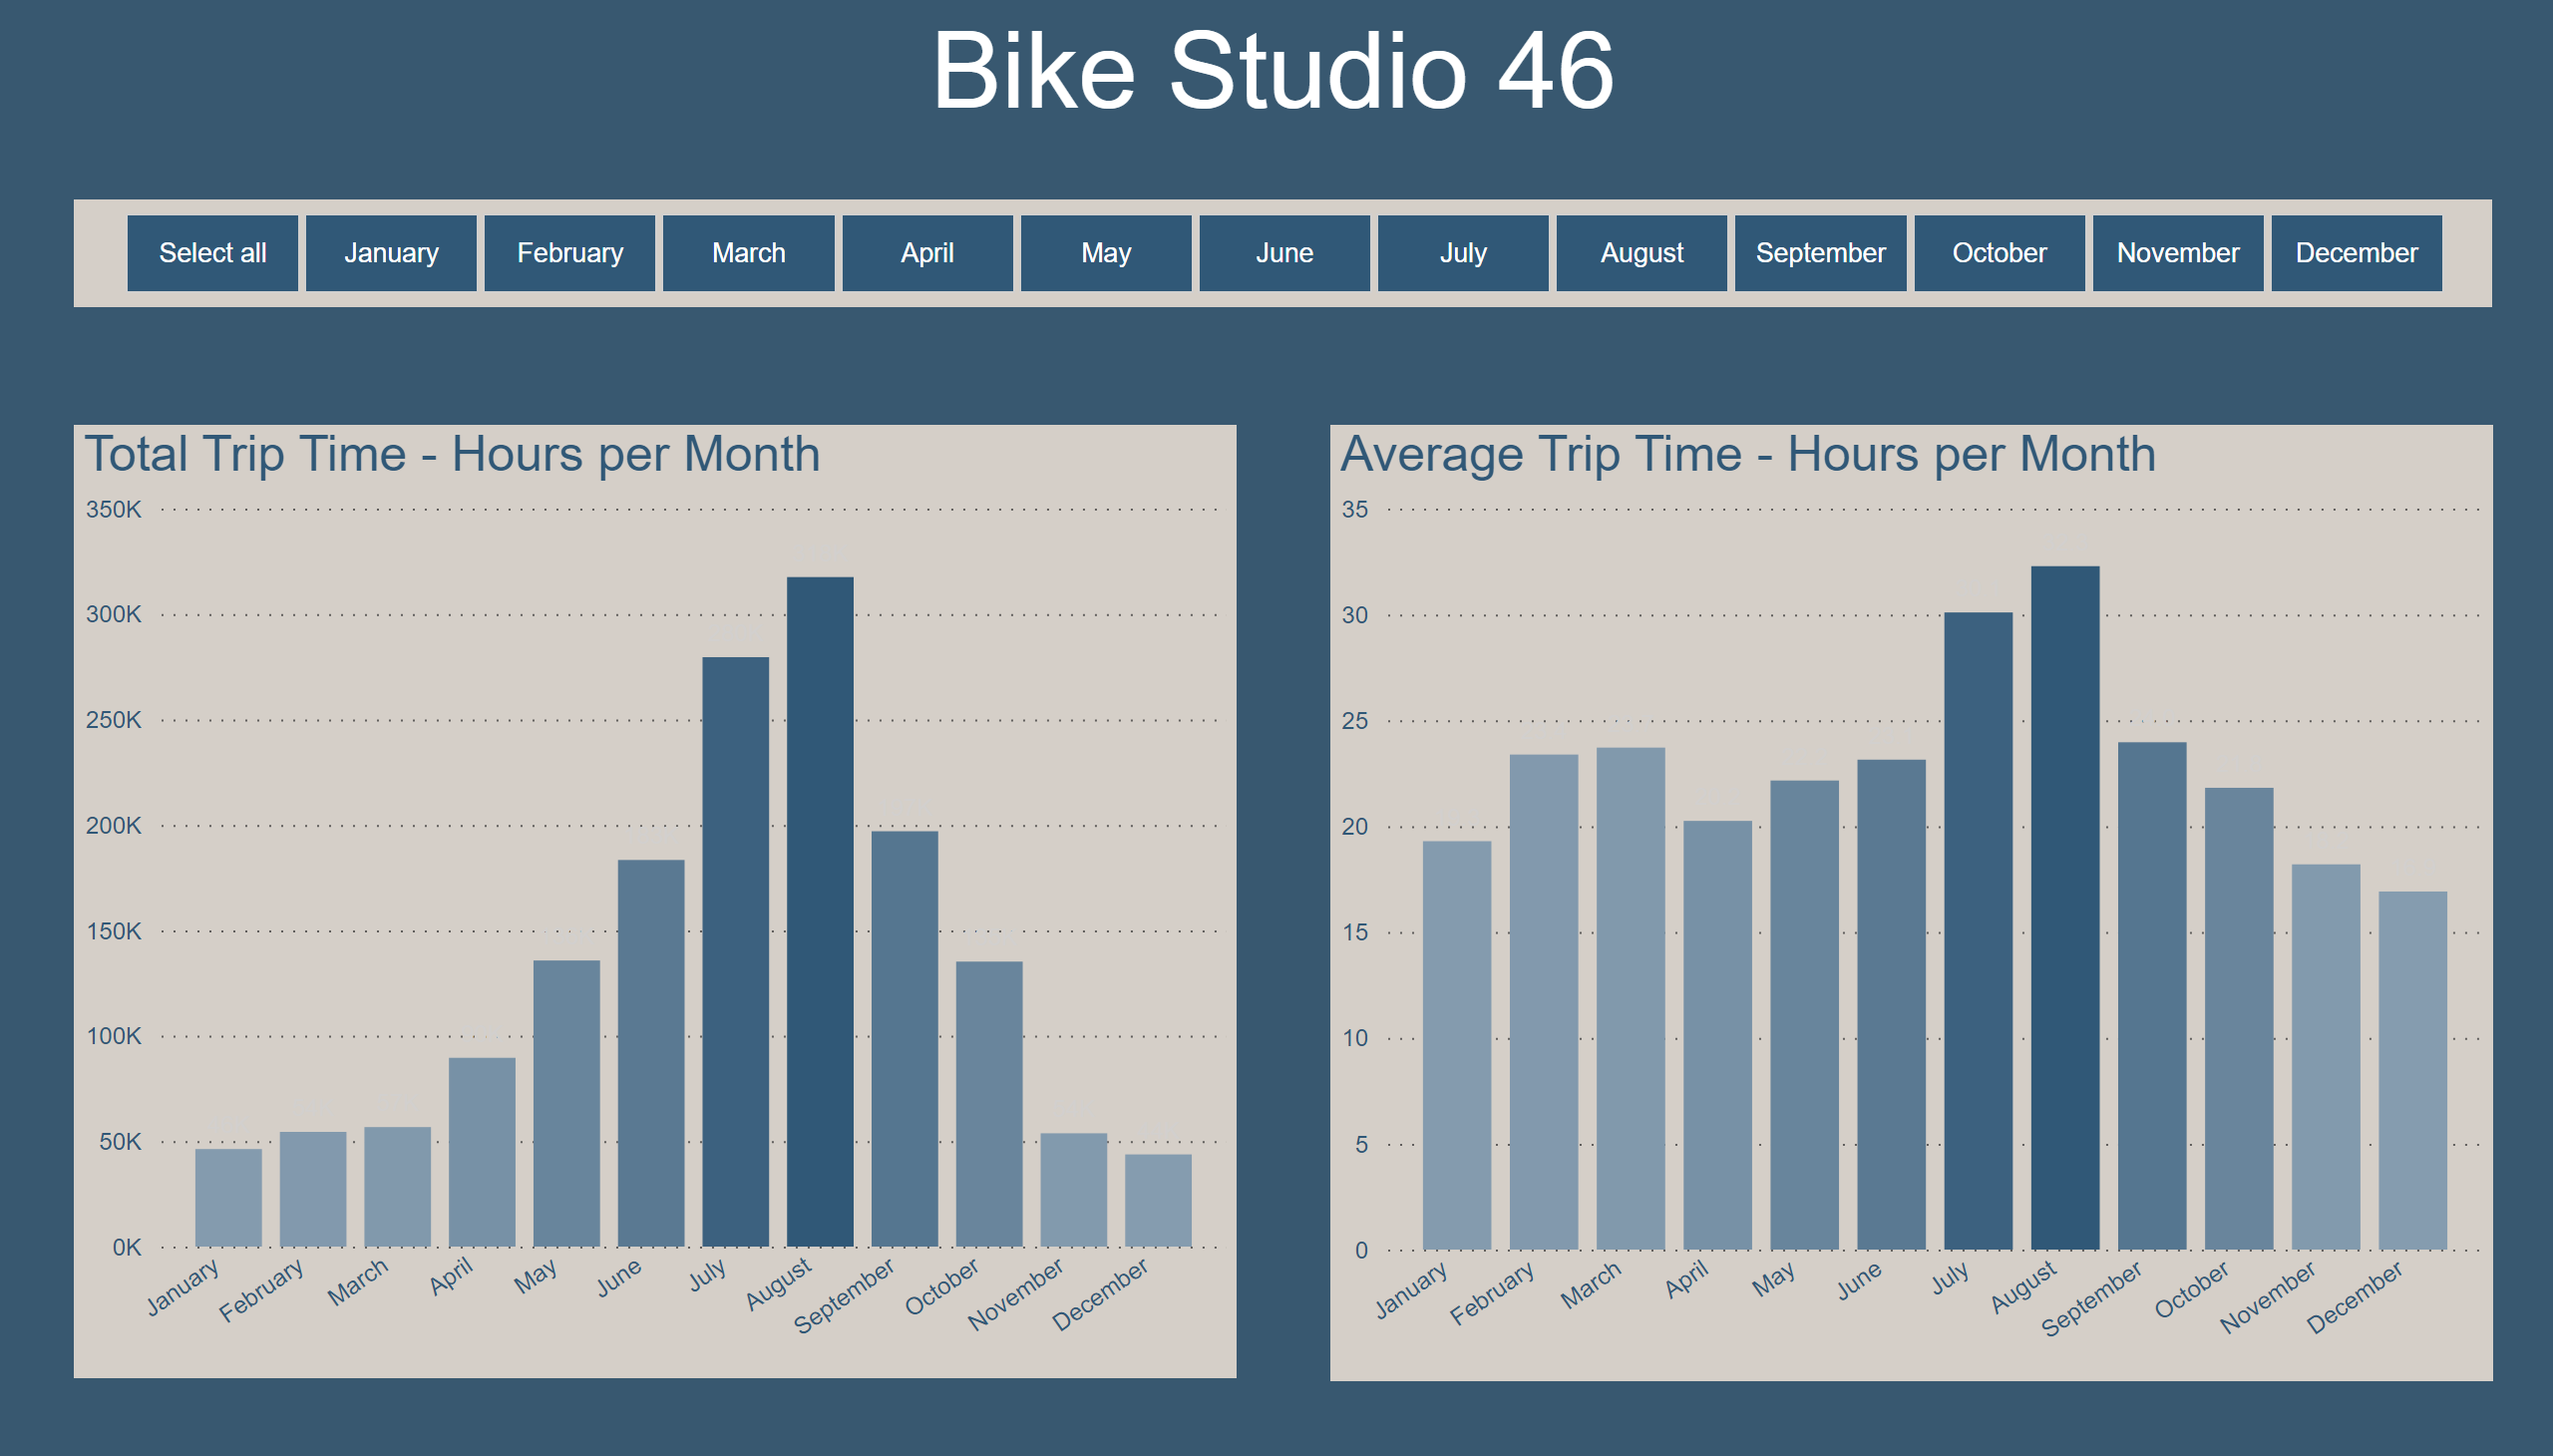 Bike Studio 46
Select all January February March April May June July August September October November December
Total Trip Time - Hours per Month
350K
300K
250K
200K
150K
100K
50K
0K
January February March April May June July August September October November December
Average Trip Time - Hours per Month
35
30
25
20
15
10
5
0
January February March April May June July August September October November December